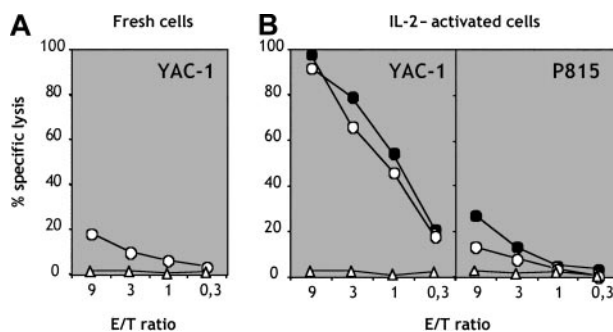 A Fresh cells
B IL-2- activated cells
% specific lysis
100
80
60
40
20
0
YAC-1
9 3 1 0,3
E/T ratio
100
80
60
40
20
0
YAC-1
9 3 1 0,3
P815
9 3 1 0,3
E/T ratio